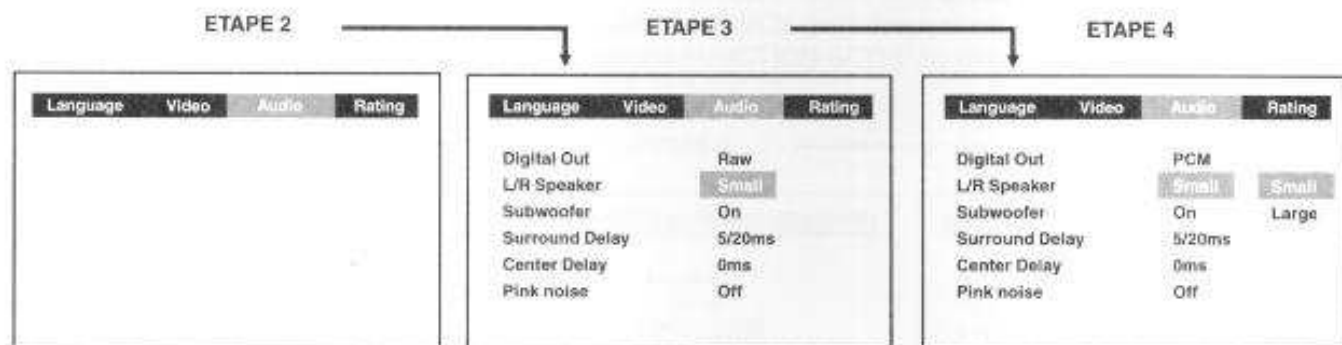 ETAPE 2
ETAPE 3
ETAPE 4
Language Video Audio Rating
Language Video Audio Rating
Digital Out Raw
L/R Speaker Small
Subwoofer On
Surround Delay 5/20ms
Center Delay 0ms
Pink noise Off
Language Video Audio Rating
Digital Out PCM
L/R Speaker Small Small
Subwoofer On Large
Surround Delay 5/20ms
Center Delay 0ms
Pink noise Off